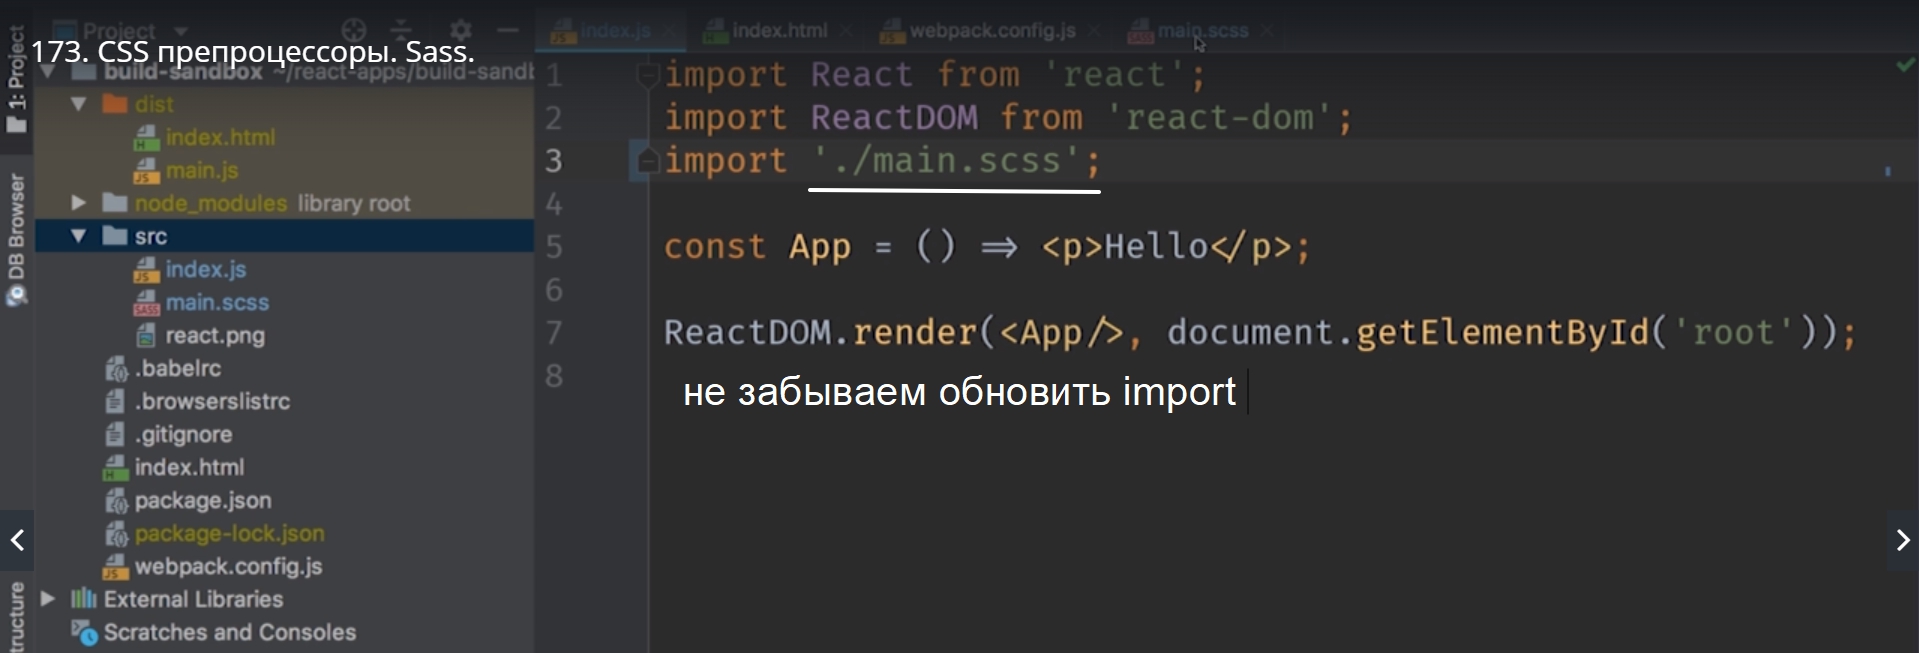 Project
index.js
index.html
webpack.config.js
main.scss
173. CSS препроцессоры. Sass.
1: Project
build-sandbox ~/react-apps/build-sandb
dist
index.html
main.js
node_modules library root
src
index.js
main.scss
react.png
.babelrc
.browserslistrc
.gitignore
index.html
package.json
package-lock.json
webpack.config.js
External Libraries
Scratches and Consoles
DB Browser
tructure
1 import React from 'react';
2 import ReactDOM from 'react-dom';
3 import './main.scss';
4
5 const App = () => <p>Hello</p>;
6
7 ReactDOM.render(<App/>, document.getElementById('root'));
8
не забываем обновить import